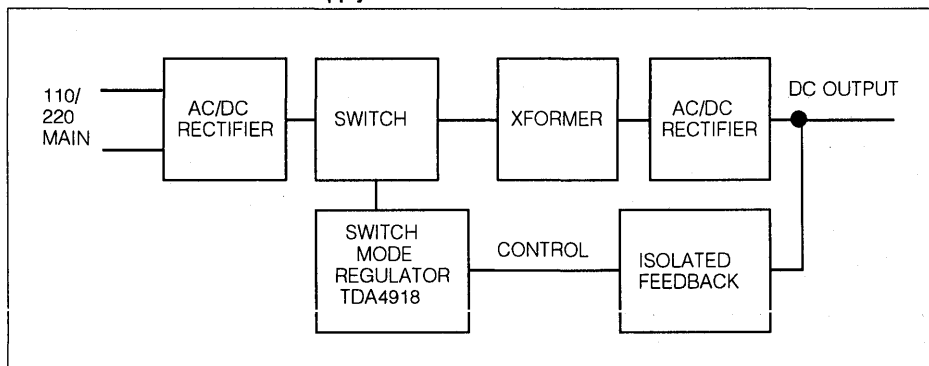 110/
220
MAIN
AC/DC
RECTIFIER
SWITCH
XFORMER
AC/DC
RECTIFIER
DC OUTPUT
SWITCH
MODE
REGULATOR
TDA4918
CONTROL
ISOLATED
FEEDBACK